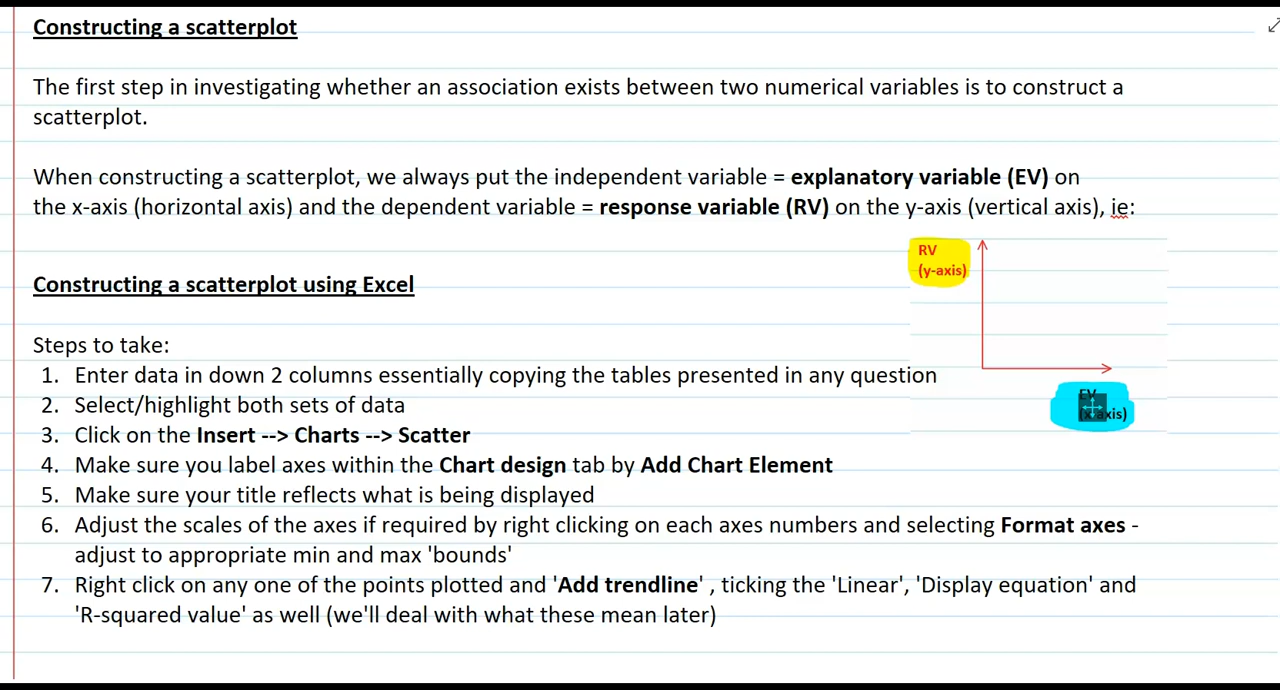 Constructing a scatterplot
The first step in investigating whether an association exists between two numerical variables is to construct a
scatterplot.
When constructing a scatterplot, we always put the independent variable = explanatory variable (EV) on
the x-axis (horizontal axis) and the dependent variable = response variable (RV) on the y-axis (vertical axis), ie:
RV
(y-axis)
Constructing a scatterplot using Excel
Steps to take:
1. Enter data in down 2 columns essentially copying the tables presented in any question
2. Select/highlight both sets of data
EV
(x-axis)
3. Click on the Insert --> Charts --> Scatter
4. Make sure you label axes within the Chart design tab by Add Chart Element
5. Make sure your title reflects what is being displayed
6. Adjust the scales of the axes if required by right clicking on each axes numbers and selecting Format axes -
adjust to appropriate min and max 'bounds'
7. Right click on any one of the points plotted and 'Add trendline' , ticking the 'Linear', 'Display equation' and
'R-squared value' as well (we'll deal with what these mean later)